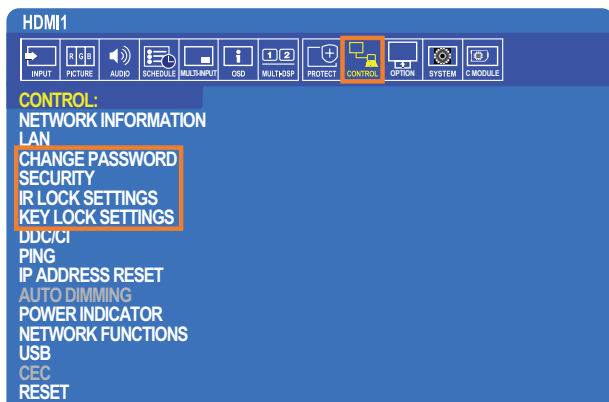 HDMI1
INPUT PICTURE AUDIO SCHEDULE MULTI-INPUT OSD MULTI-DSP PROTECT CONTROL OPTION SYSTEM C MODULE
R G B
i
1 2
CONTROL:
NETWORK INFORMATION
LAN
CHANGE PASSWORD
SECURITY
IR LOCK SETTINGS
KEY LOCK SETTINGS
DDC/CI
PING
IP ADDRESS RESET
AUTO DIMMING
POWER INDICATOR
NETWORK FUNCTIONS
USB
CEC
RESET